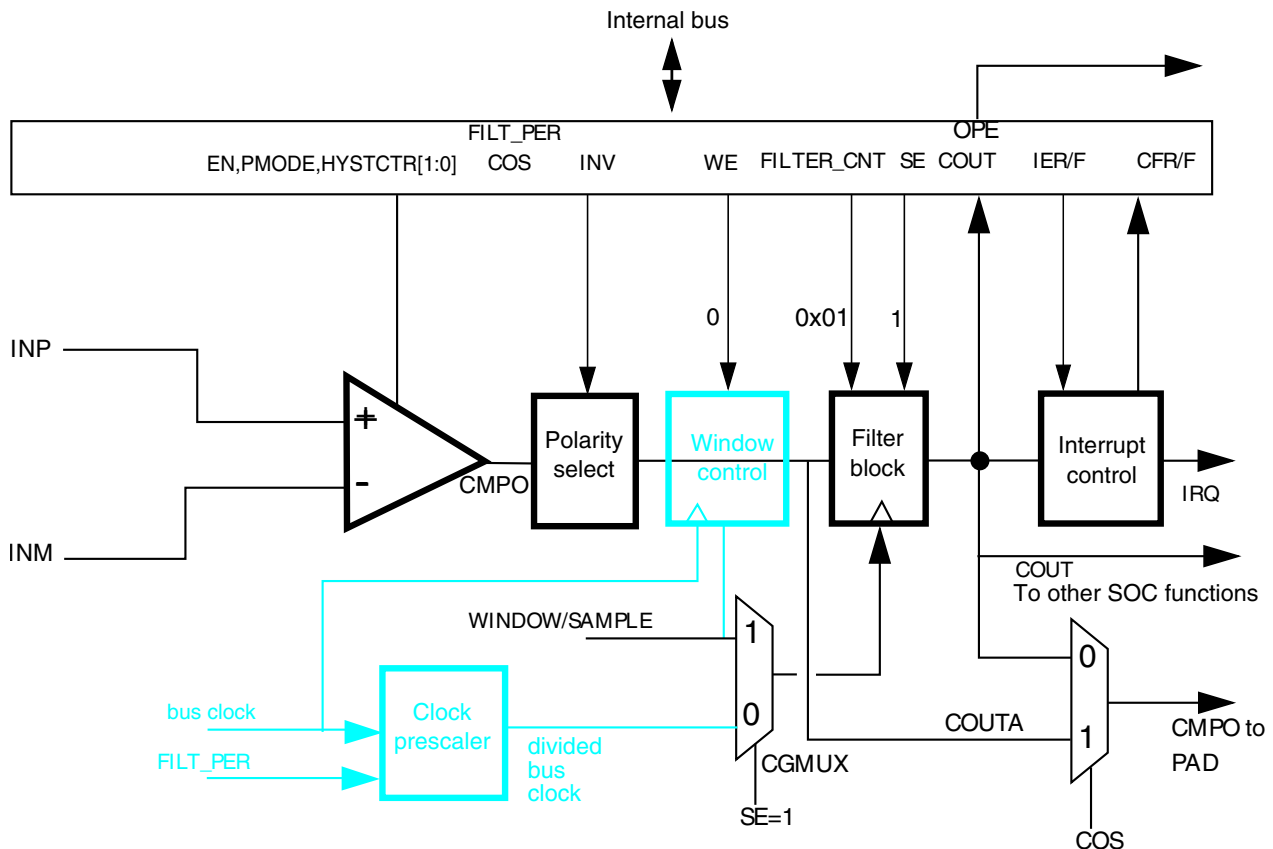 Internal bus
FILT_PER
OPE
EN,PMODE,HYSTCTR[1:0]
COS
INV
WE
FILTER_CNT
SE
COUT
IER/F
CFR/F
0
0x01
1
INP
+
-
INM
CMPO
Polarity
select
Window
control
Filter
block
Interrupt
control
IRQ
COUT
To other SOC functions
WINDOW/SAMPLE
1
0
CGMUX
SE=1
bus clock
FILT_PER
Clock
prescaler
divided
bus
clock
COUTA
0
1
CMPO to
PAD
COS